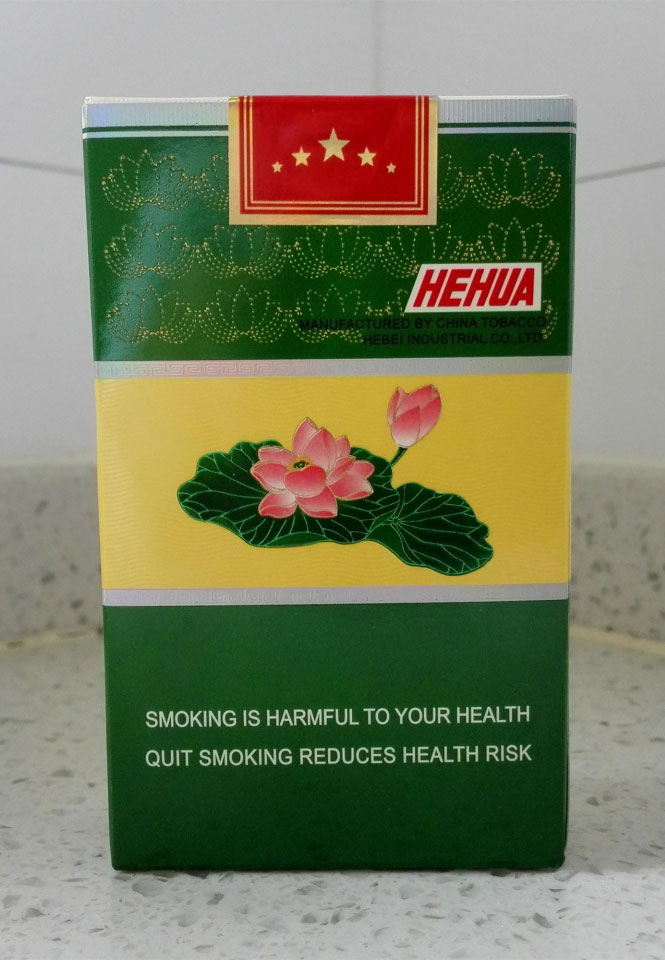 HEHUA
MANUFACTURED BY CHINA TOBACCO
HEBEI INDUSTRIAL CO.,LTD.
SMOKING IS HARMFUL TO YOUR HEALTH
QUIT SMOKING REDUCES HEALTH RISK